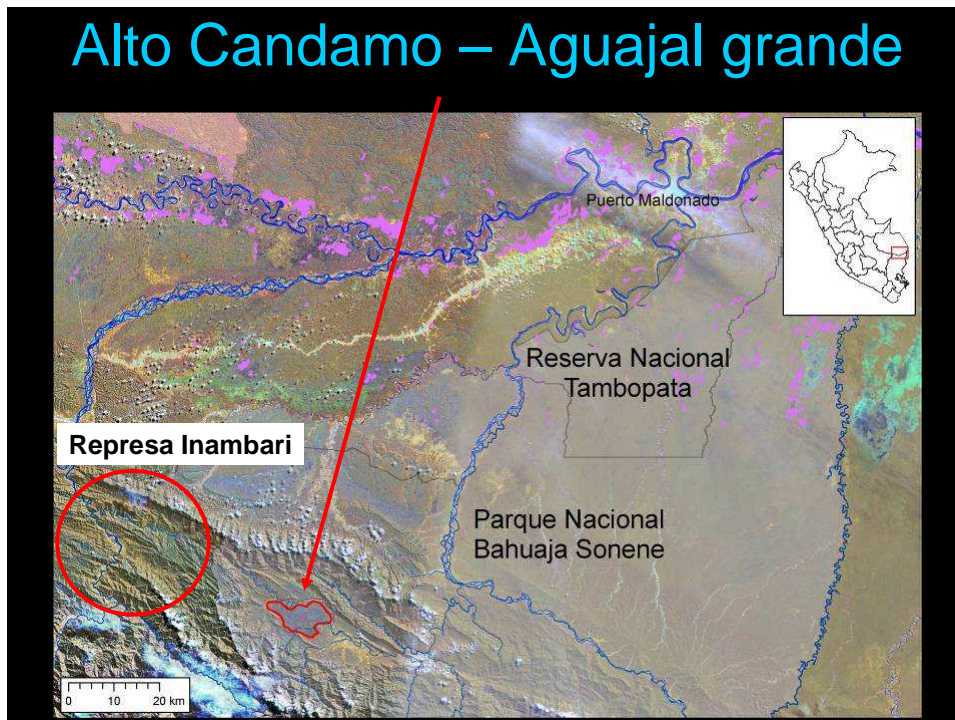 Alto Candamo – Aguajal grande
Puerto Maldonado
Reserva Nacional
Tambopata
Represa Inambari
Parque Nacional
Bahuaja Sonene
0 10 20 km